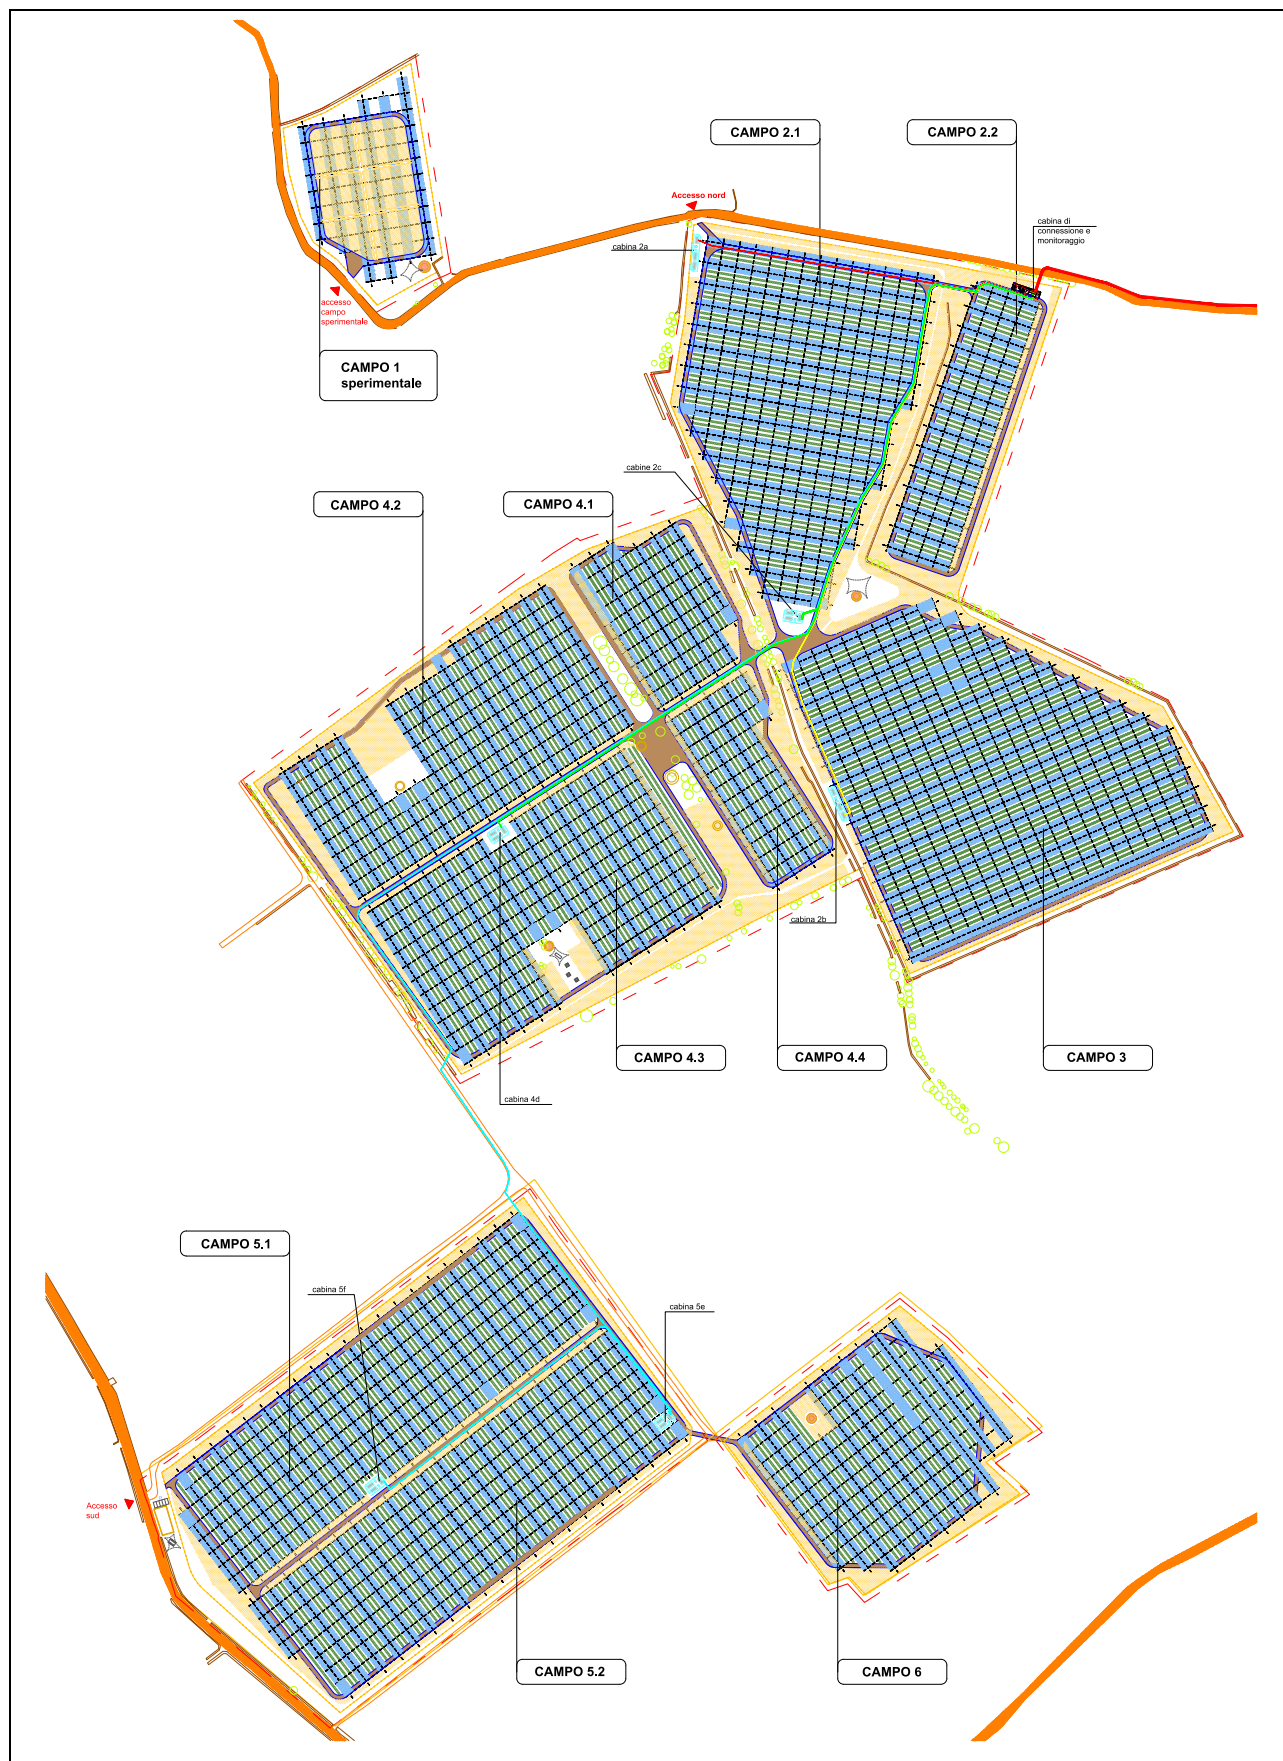 CAMPO 2.1
CAMPO 2.2
Accesso nord
cabina di
connessione e
monitoraggio
cabina 2a
accesso
campo
sperimentale
CAMPO 1
sperimentale
cabine 2c
CAMPO 4.2
CAMPO 4.1
cabina 2b
CAMPO 4.3
CAMPO 4.4
CAMPO 3
cabina 4d
CAMPO 5.1
cabina 5f
cabina 5e
Accesso
sud
CAMPO 5.2
CAMPO 6